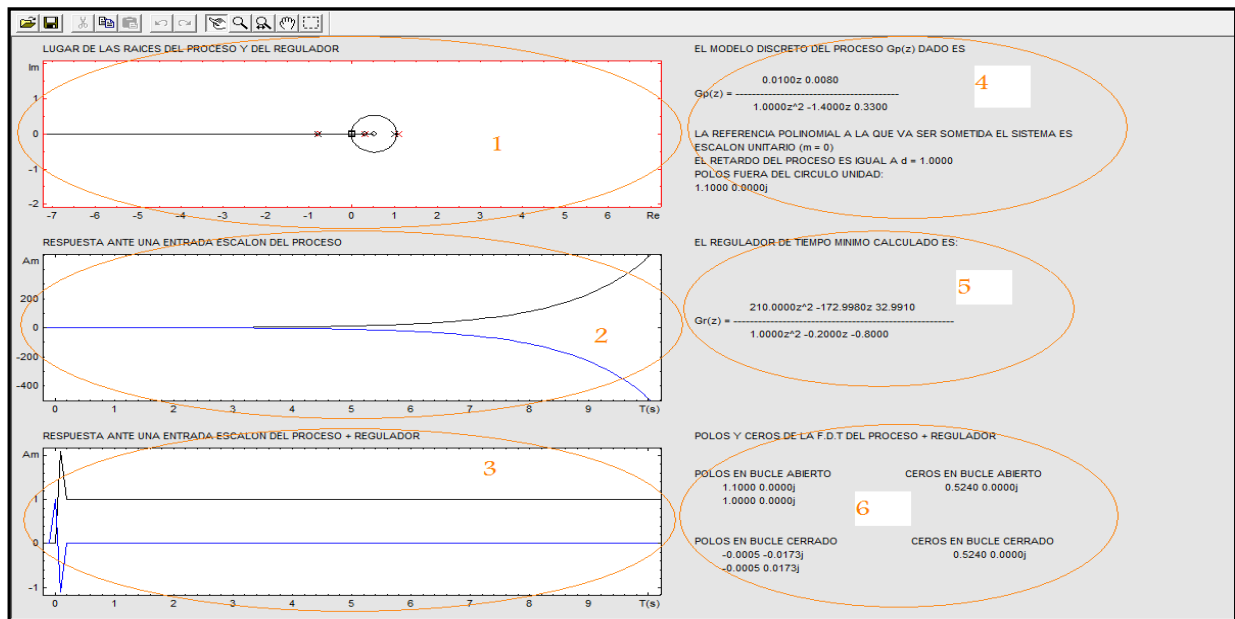 LUGAR DE LAS RAICES DEL PROCESO Y DEL REGULADOR
Im
1
0
-1
-2
-7 -6 -5 -4 -3 -2 -1 0 1 2 3 4 5 6 Re
1
RESPUESTA ANTE UNA ENTRADA ESCALON DEL PROCESO
Am
200
0
-200
-400
0 1 2 3 4 5 6 7 8 9 T(s)
2
RESPUESTA ANTE UNA ENTRADA ESCALON DEL PROCESO + REGULADOR
Am
1
0
-1
0 1 2 3 4 5 6 7 8 9 T(s)
3
EL MODELO DISCRETO DEL PROCESO Gp(z) DADO ES
4
0.0100z 0.0080
Gp(z) = ----------------------------------------
1.0000z^2 -1.4000z 0.3300
LA REFERENCIA POLINOMIAL A LA QUE VA SER SOMETIDA EL SISTEMA ES
ESCALON UNITARIO (m = 0)
EL RETARDO DEL PROCESO ES IGUAL A d = 1.0000
POLOS FUERA DEL CIRCULO UNIDAD:
1.1000 0.0000j
EL REGULADOR DE TIEMPO MINIMO CALCULADO ES:
5
210.0000z^2 -172.9980z 32.9910
Gr(z) = ------------------------------------------------------
1.0000z^2 -0.2000z -0.8000
POLOS Y CEROS DE LA F.D.T DEL PROCESO + REGULADOR
POLOS EN BUCLE ABIERTO CEROS EN BUCLE ABIERTO
1.1000 0.0000j 0.5240 0.0000j
1.0000 0.0000j
6
POLOS EN BUCLE CERRADO CEROS EN BUCLE CERRADO
-0.0005 -0.0173j 0.5240 0.0000j
-0.0005 0.0173j